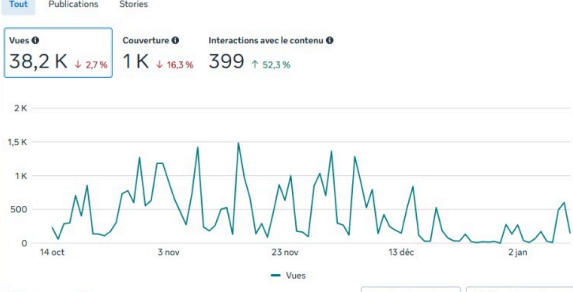 Tout Publications Stories
Vues Couverture Interactions avec le contenu
38,2 K ↓ 2,7 % 1 K ↓ 16,3 % 399 ↑ 52,3 %
2 K
1,5 K
1 K
500
0
14 oct 3 nov 23 nov 13 déc 2 jan
Vues